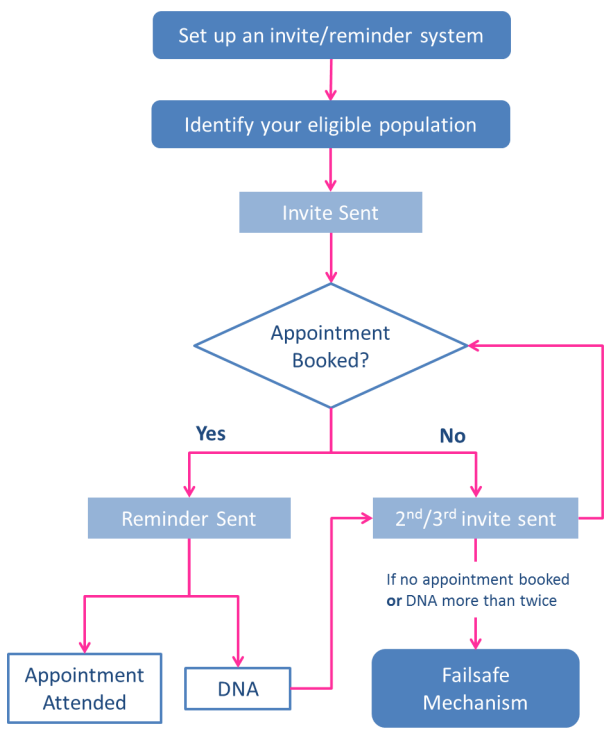 Set up an invite/reminder system
Identify your eligible population
Invite Sent
Appointment
Booked?
Yes
No
Reminder Sent
2nd/3rd invite sent
If no appointment booked
or DNA more than twice
Appointment
Attended
DNA
Failsafe
Mechanism